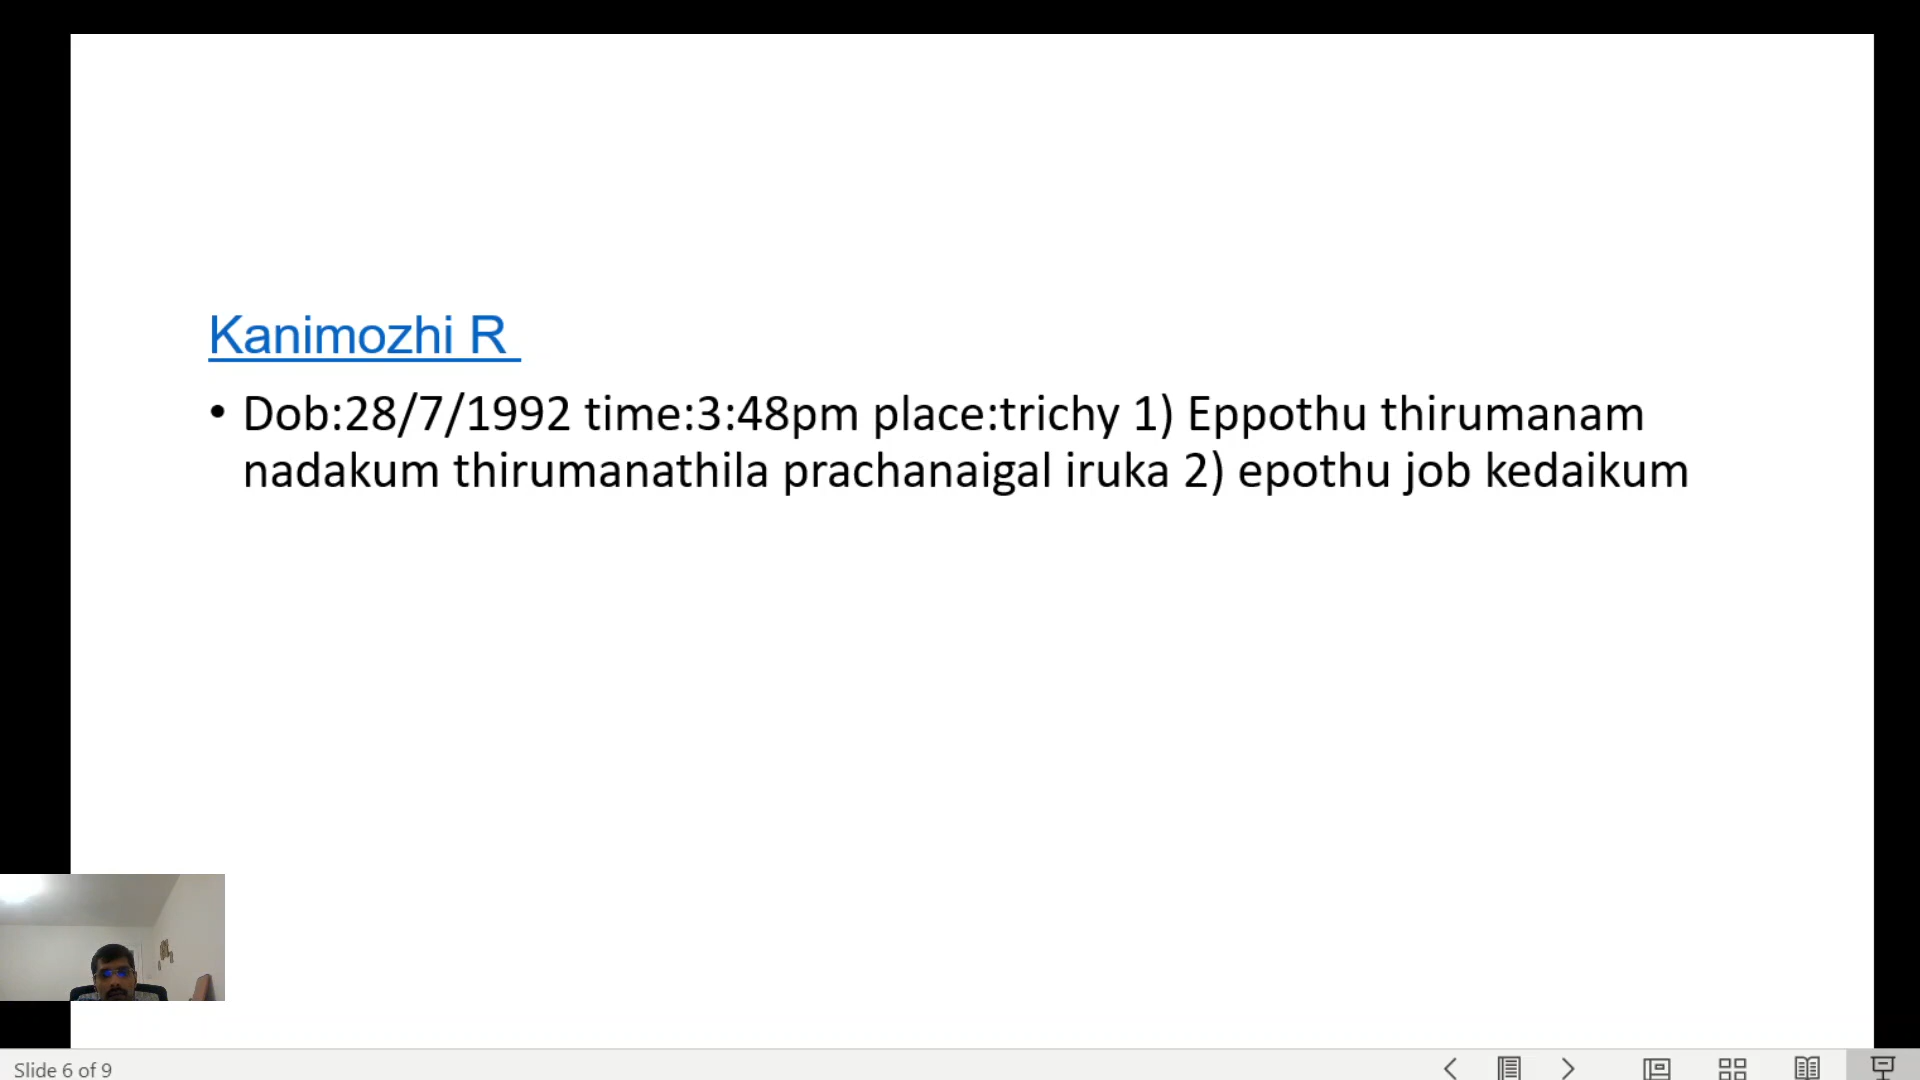 Kanimozhi R
• Dob:28/7/1992 time:3:48pm place:trichy 1) Eppothu thirumanam
nadakum thirumanathila prachanaigal iruka 2) epothu job kedaikum
Slide 6 of 9